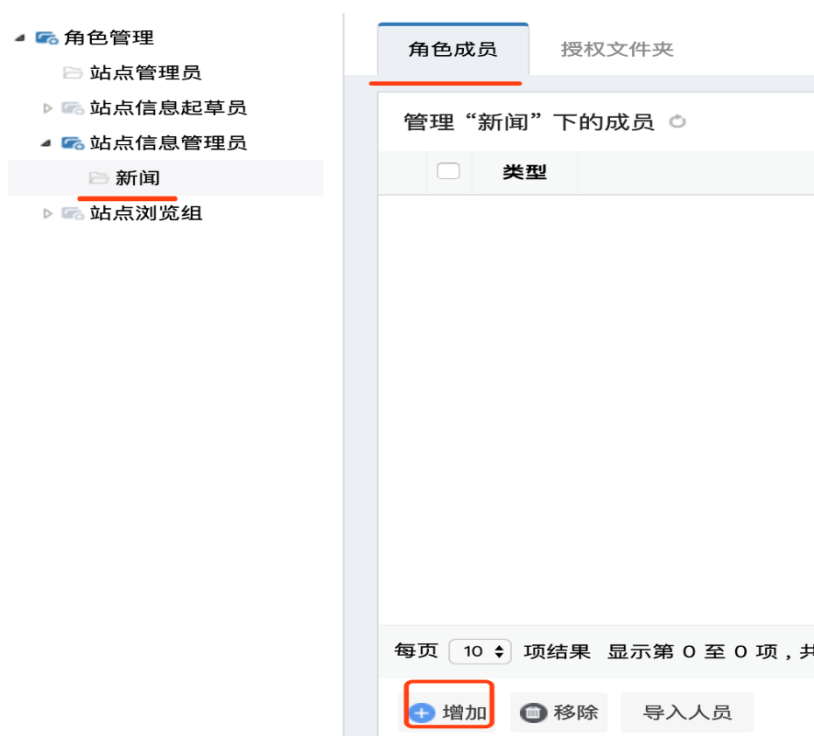 角色管理
站点管理员
站点信息起草员
站点信息管理员
新闻
站点浏览组
角色成员 授权文件夹
管理“新闻”下的成员
类型
每页 10 项结果 显示第 0 至 0 项，共
增加 移除 导入人员